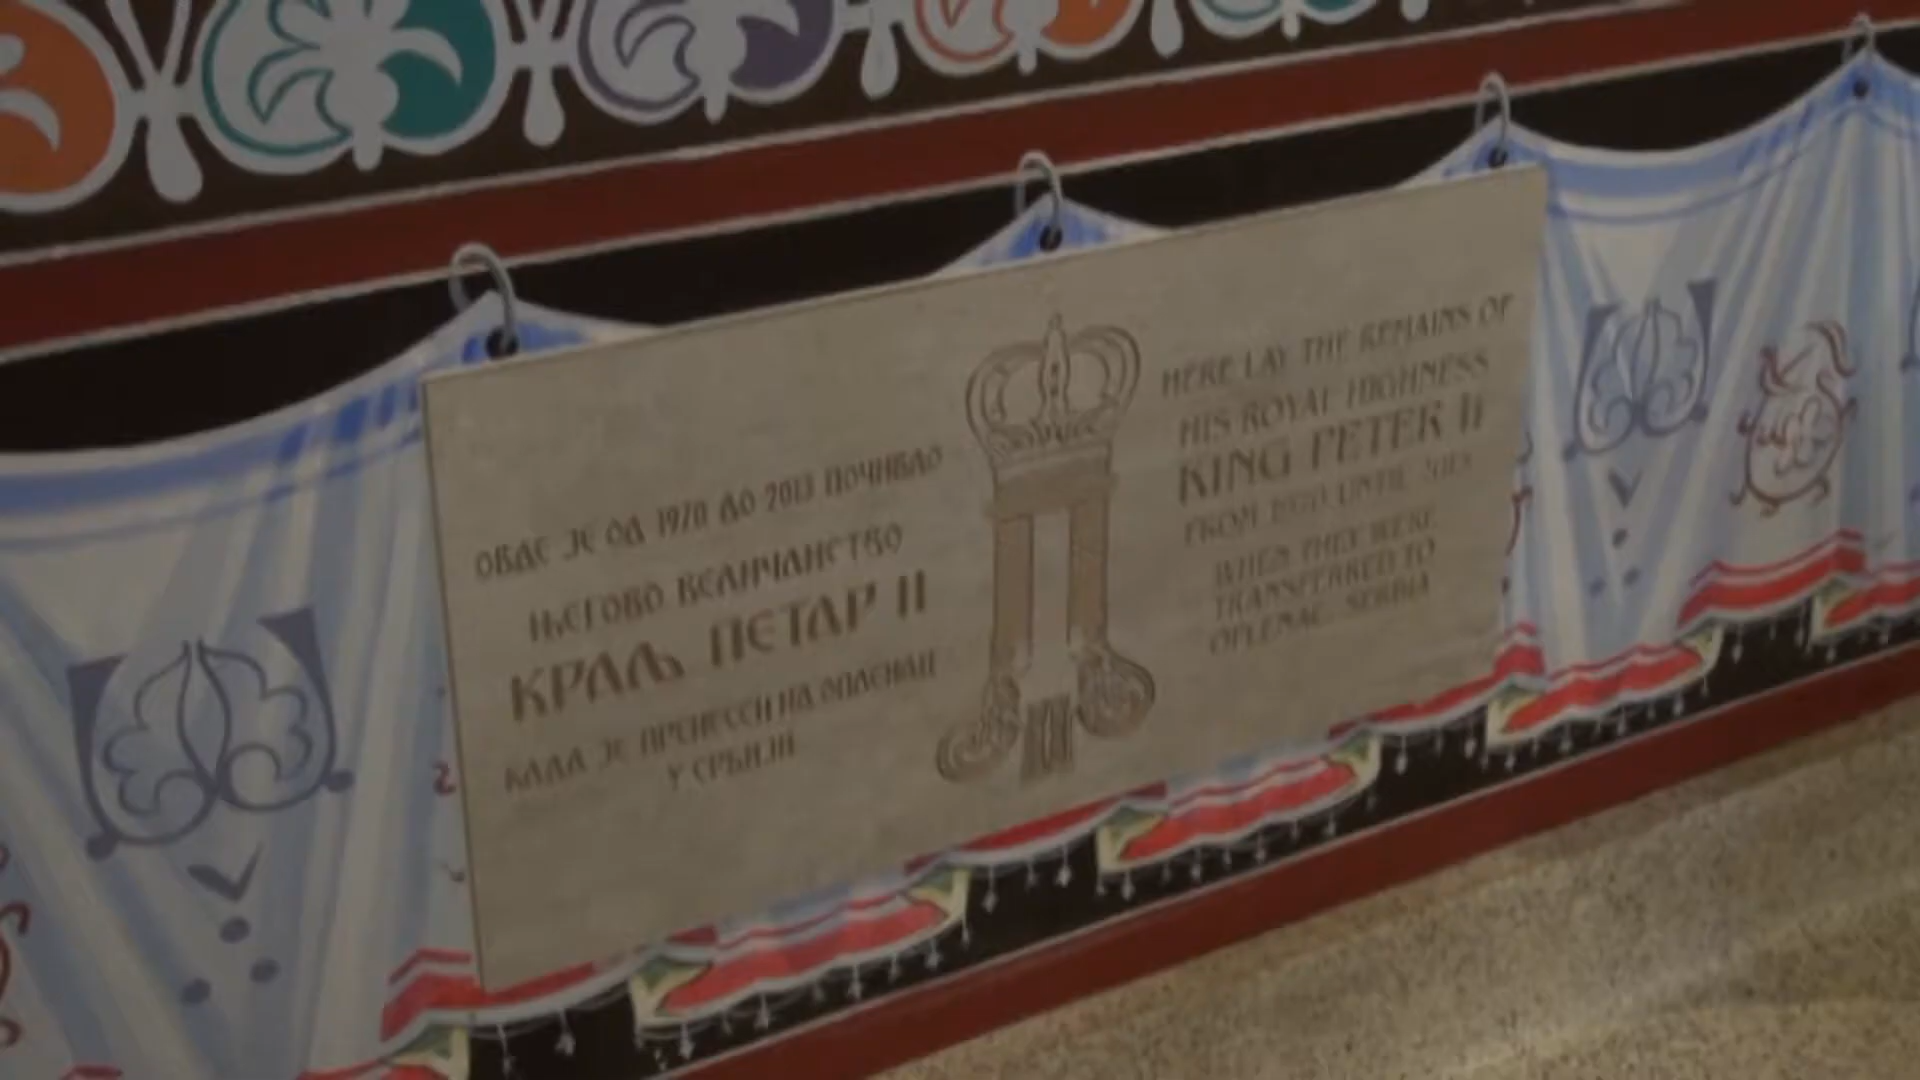 ОВДЕ ЈЕ ОД 1970 ДО 2013 ПОЧИВАО
ЊЕГОВО ВЕЛИЧАНСТВО
КРАЉ ПЕТАР II
КАДА ЈЕ ПРЕНЕСЕН НА ОПЛЕНАЦ
У СРБИЈИ
HERE LAY THE REMAINS OF
HIS ROYAL HIGHNESS
KING PETER II
FROM 1970 UNTIL 2013
WHEN THEY WERE
TRANSFERRED TO
OPLENAC, SERBIA